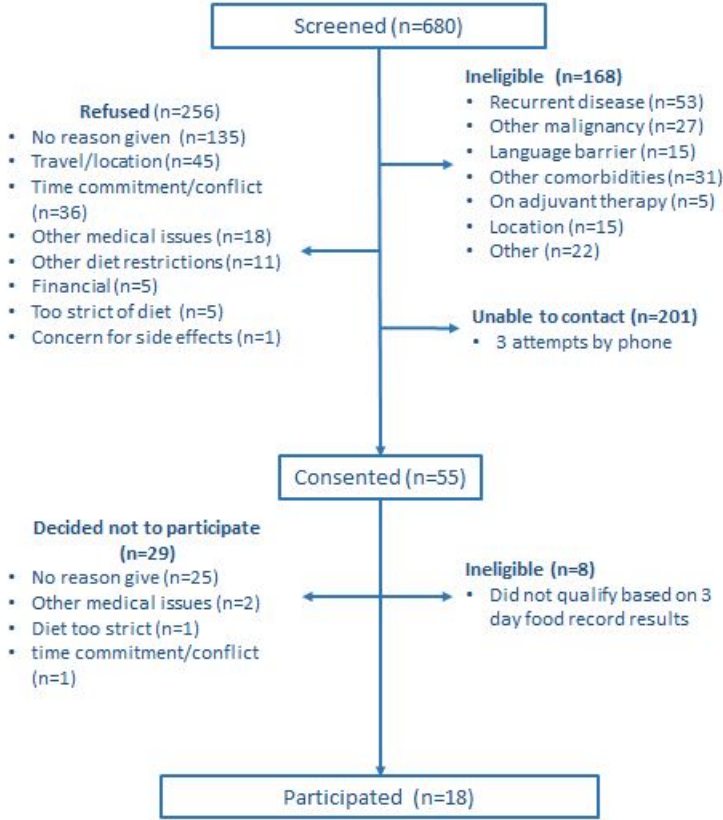 Screened (n=680)
Ineligible (n=168)
• Recurrent disease (n=53)
• Other malignancy (n=27)
• Language barrier (n=15)
• Other comorbidities (n=31)
• On adjuvant therapy (n=5)
• Location (n=15)
• Other (n=22)
Refused (n=256)
• No reason given (n=135)
• Travel/location (n=45)
• Time commitment/conflict
(n=36)
• Other medical issues (n=18)
• Other diet restrictions (n=11)
• Financial (n=5)
• Too strict of diet (n=5)
• Concern for side effects (n=1)
Unable to contact (n=201)
• 3 attempts by phone
Consented (n=55)
Decided not to participate
(n=29)
• No reason give (n=25)
• Other medical issues (n=2)
• Diet too strict (n=1)
• time commitment/conflict
(n=1)
Ineligible (n=8)
• Did not qualify based on 3
day food record results
Participated (n=18)